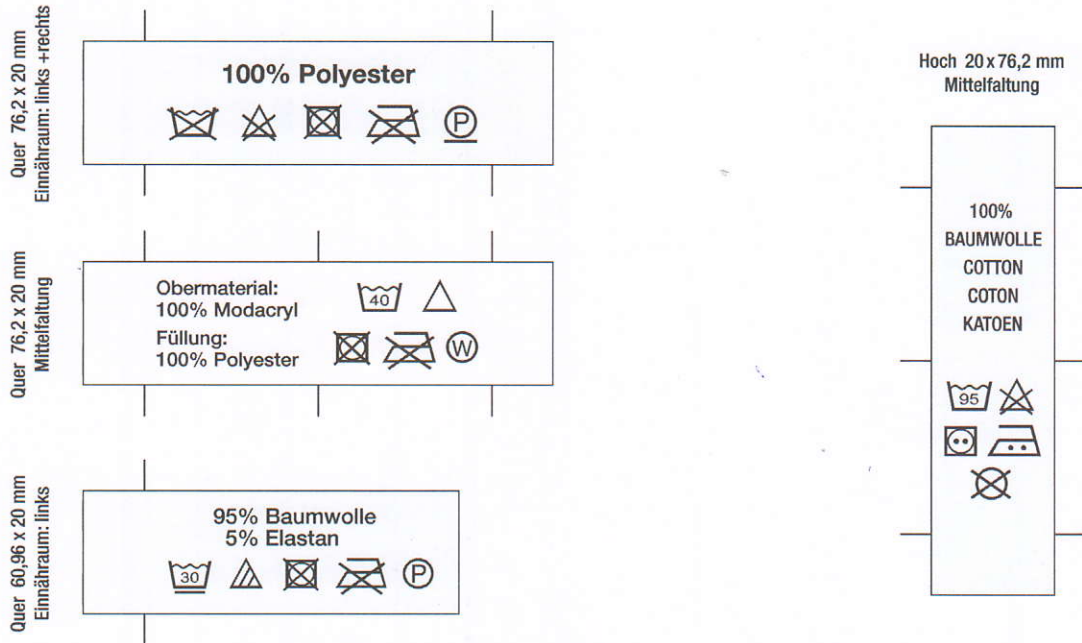 Quer 76,2 x 20 mm
Einnähraum: links +rechts
100% Polyester
P
Quer 76,2 x 20 mm
Mittelfaltung
Obermaterial:
100% Modacryl
40
Füllung:
100% Polyester
W
Quer 60,96 x 20 mm
Einnähraum: links
95% Baumwolle
5% Elastan
30
P
Hoch 20 x 76,2 mm
Mittelfaltung
100%
BAUMWOLLE
COTTON
COTON
KATOEN
95